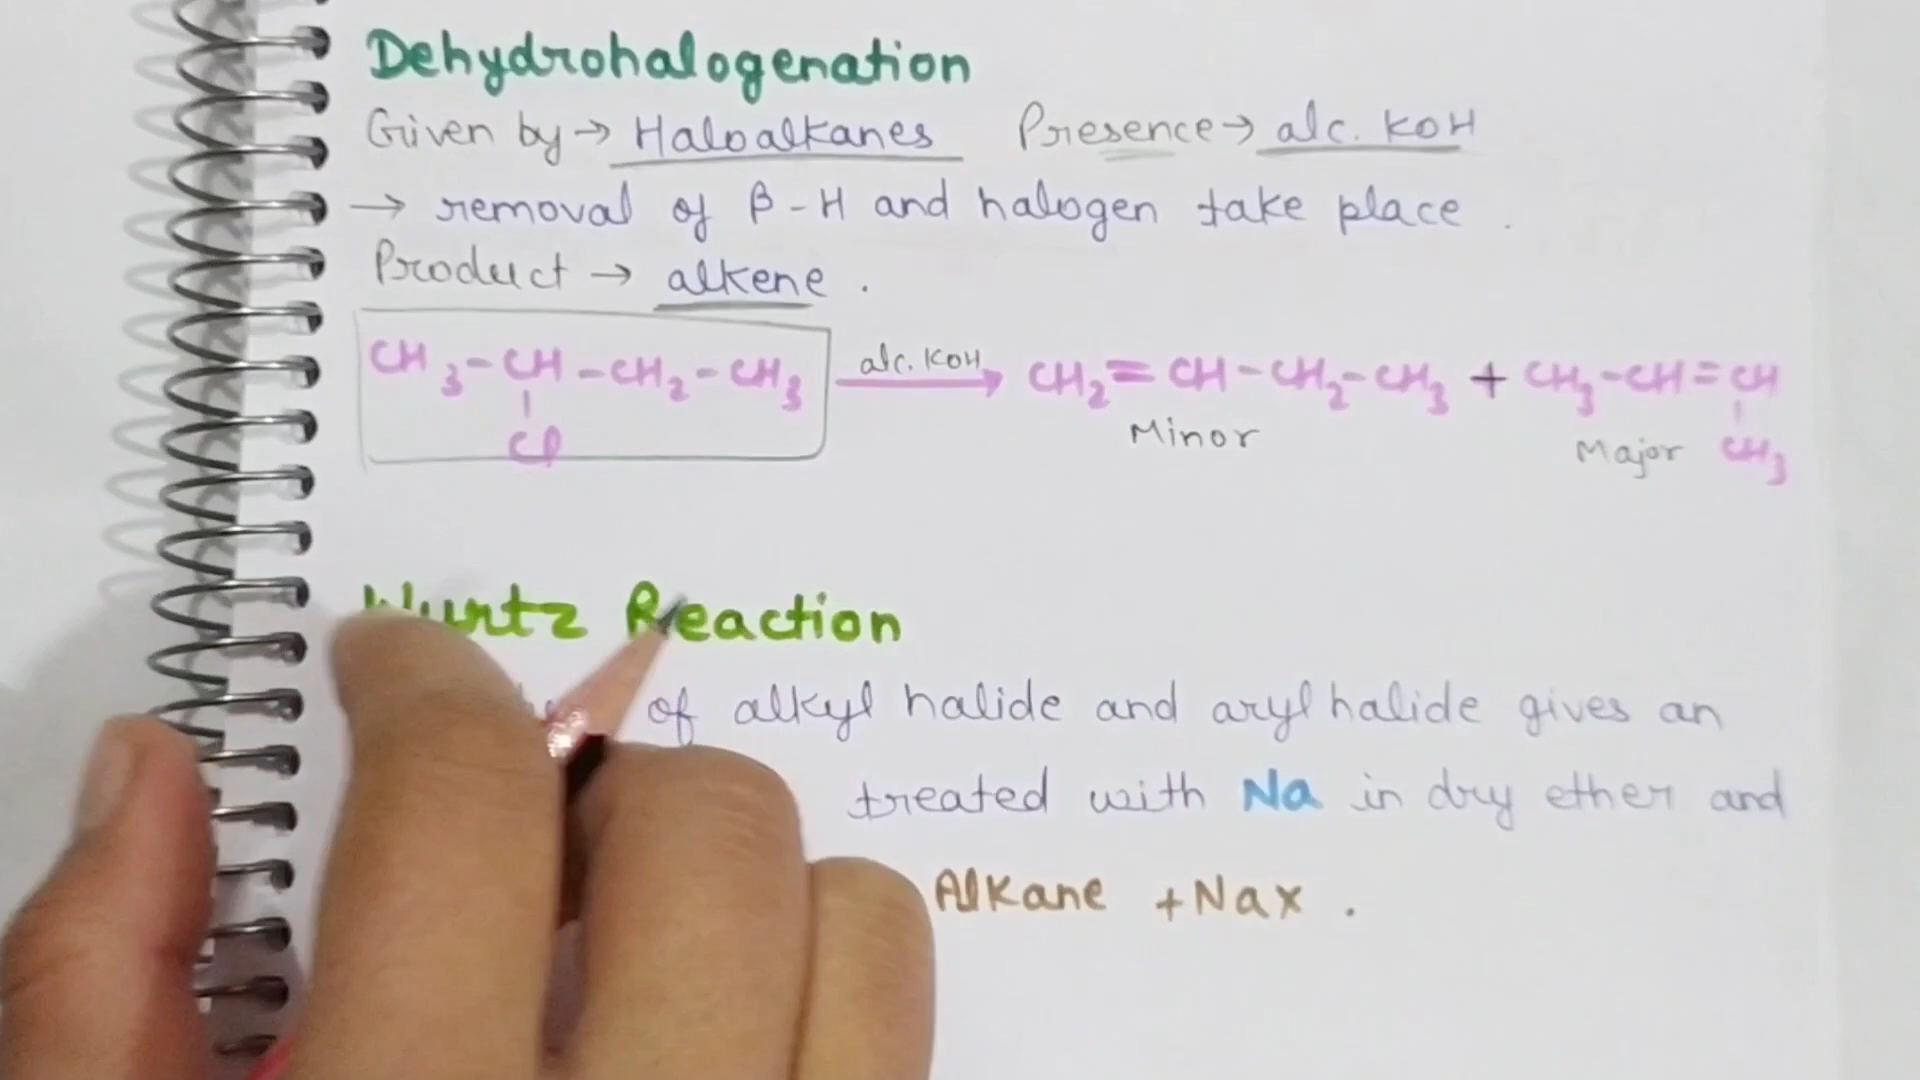 Dehydrohalogenation
Given by → Haloalkanes Presence → alc. KOH
→ removal of β-H and halogen take place.
Product → alkene.
CH3-CH-CH2-CH3 alc. KOH → CH2=CH-CH2-CH3 + CH3-CH=CH
Cl Minor Major CH3
Wurtz Reaction
of alkyl halide and aryl halide gives an
treated with Na in dry ether and
Alkane + Nax.